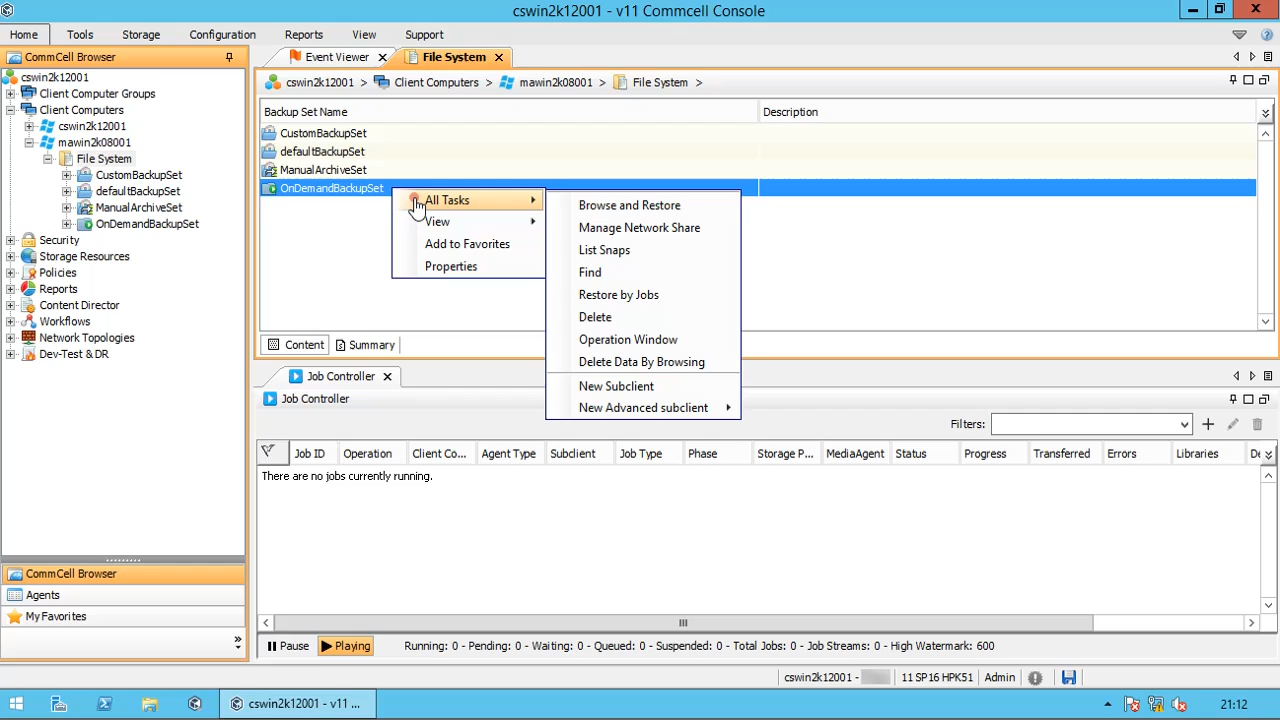 cswin2k12001 - v11 Commcell Console
Home Tools Storage Configuration Reports View Support
CommCell Browser
cswin2k12001
Client Computer Groups
Client Computers
cswin2k12001
mawin2k08001
File System
CustomBackupSet
defaultBackupSet
ManualArchiveSet
OnDemandBackupSet
Security
Storage Resources
Policies
Reports
Content Director
Workflows
Network Topologies
Dev-Test & DR
CommCell Browser
Agents
My Favorites
Event Viewer File System
cswin2k12001 > Client Computers > mawin2k08001 > File System >
Backup Set Name Description
CustomBackupSet
defaultBackupSet
ManualArchiveSet
OnDemandBackupSet
All Tasks
View
Add to Favorites
Properties
Browse and Restore
Manage Network Share
List Snaps
Find
Restore by Jobs
Delete
Operation Window
Delete Data By Browsing
New Subclient
New Advanced subclient
Content Summary
Job Controller
Job Controller
Filters:
Job ID Operation Client Co... Agent Type Subclient Job Type Phase Storage P... MediaAgent Status Progress Transferred Errors Libraries De
There are no jobs currently running.
Pause Playing Running: 0 - Pending: 0 - Waiting: 0 - Queued: 0 - Suspended: 0 - Total Jobs: 0 - Job Streams: 0 - High Watermark: 600
cswin2k12001 - 11 SP16 HPK51 Admin
cswin2k12001 - v11 ... 21:12